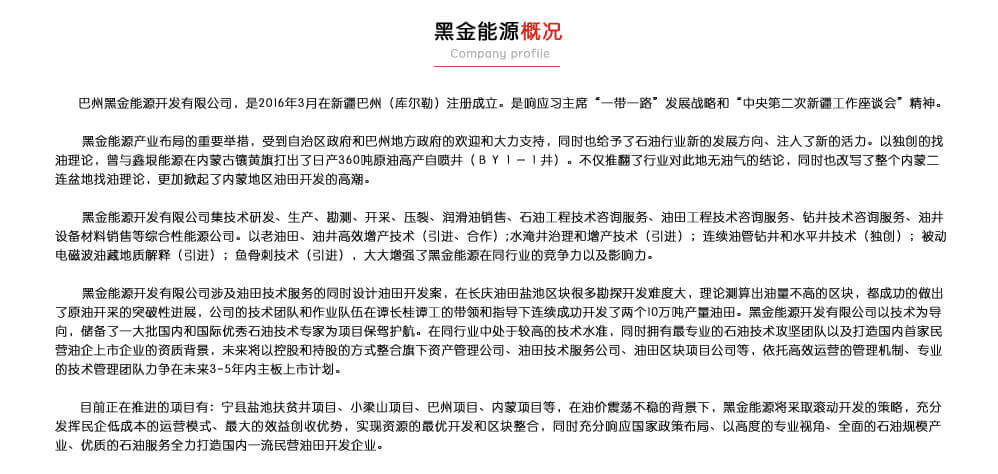 黑金能源概况
Company profile
巴州黑金能源开发有限公司，是2016年3月在新疆巴州（库尔勒）注册成立。是响应习主席“一带一路”发展战略和“中央第二次新疆工作座谈会”精神。
黑金能源产业布局的重要举措，受到自治区政府和巴州地方政府的欢迎和大力支持，同时也给予了石油行业新的发展方向、注人了新的活力。以独创的找
油理论，曾与鑫垠能源在内蒙古镶黄旗打出了日产360吨原油高产自喷井（ＢＹ１－１井）。不仅推翻了行业对此地无油气的结论，同时也改写了整个内蒙二
连盆地找油理论，更加掀起了内蒙地区油田开发的高潮。
黑金能源开发有限公司集技术研发、生产、勘测、开采、压裂、润滑油销售、石油工程技术咨询服务、油田工程技术咨询服务、钻井技术咨询服务、油井
设备材料销售等综合性能源公司。以老油田、油井高效增产技术（引进、合作）;水淹井治理和增产技术（引进）；连续油管钻井和水平井技术（独创）；被动
电磁波油藏地质解释（引进）；鱼骨刺技术（引进），大大增强了黑金能源在同行业的竞争力以及影响力。
黑金能源开发有限公司涉及油田技术服务的同时设计油田开发案，在长庆油田盐池区块很多勘探开发难度大，理论测算出油量不高的区块，都成功的做出
了原油开采的突破性进展，公司的技术团队和作业队伍在谭长桂谭工的带领和指导下连续成功开发了两个10万吨产量油田。黑金能源开发有限公司以技术为导
向，储备了一大批国内和国际优秀石油技术专家为项目保驾护航。在同行业中处于较高的技术水准，同时拥有最专业的石油技术攻坚团队以及打造国内首家民
营油企上市企业的资质背景，未来将以控股和持股的方式整合旗下资产管理公司、油田技术服务公司、油田区块项目公司等，依托高效运营的管理机制、专业
的技术管理团队力争在未来3-5年内主板上市计划。
目前正在推进的项目有：宁县盐池扶贫井项目、小梁山项目、巴州项目、内蒙项目等，在油价震荡不稳的背景下，黑金能源将采取滚动开发的策略，充分
发挥民企低成本的运营模式、最大的效益创收优势，实现资源的最优开发和区块整合，同时充分响应国家政策布局、以高度的专业视角、全面的石油规模产
业、优质的石油服务全力打造国内一流民营油田开发企业。